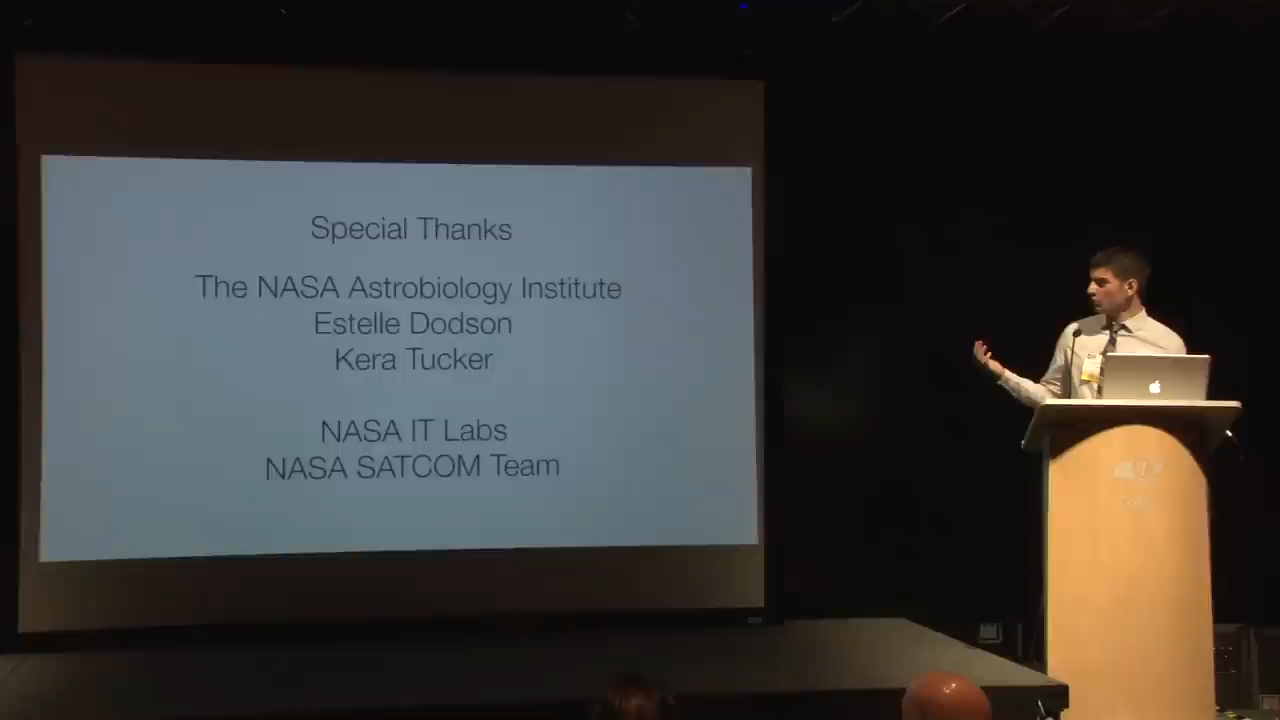 Special Thanks
The NASA Astrobiology Institute
Estelle Dodson
Kera Tucker
NASA IT Labs
NASA SATCOM Team